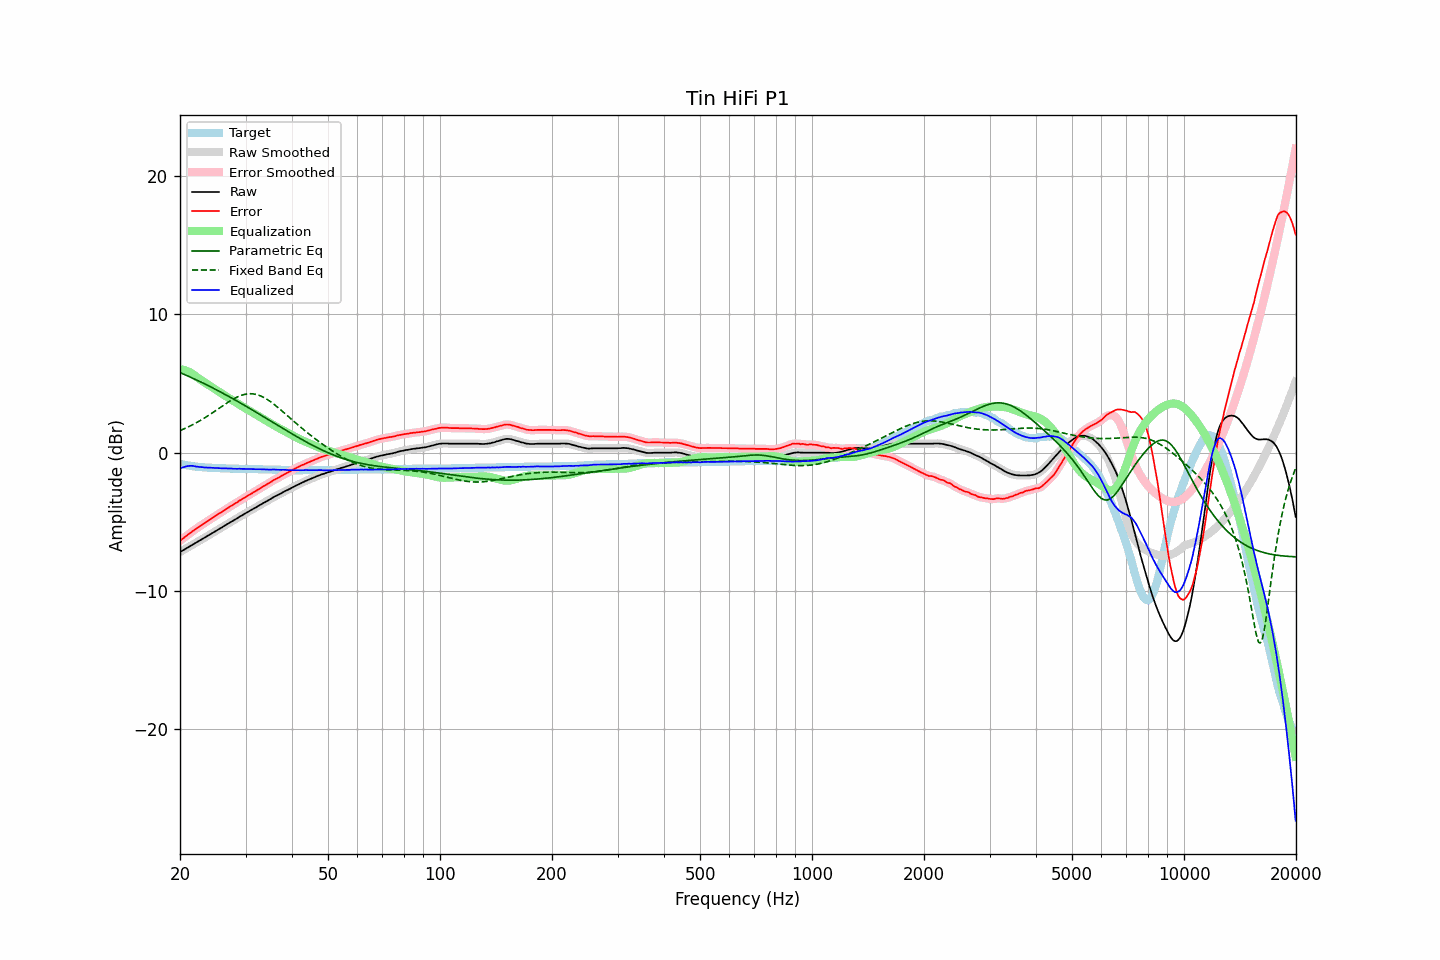 Tin HiFi P1
Target
Raw Smoothed
Error Smoothed
Raw
Error
Equalization
Parametric Eq
Fixed Band Eq
Equalized
20
10
0
−10
−20
Amplitude (dBr)
20 50 100 200 500 1000 2000 5000 10000 20000
Frequency (Hz)